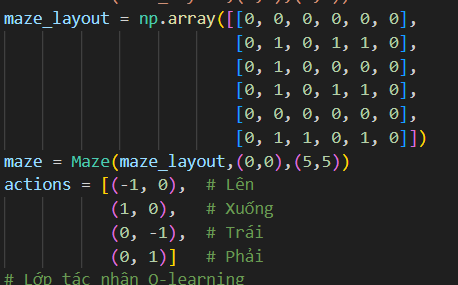 maze_layout = np.array([[0, 0, 0, 0, 0, 0],
[0, 1, 0, 1, 1, 0],
[0, 1, 0, 0, 0, 0],
[0, 1, 0, 1, 1, 0],
[0, 0, 0, 0, 0, 0],
[0, 1, 1, 0, 1, 0]])
maze = Maze(maze_layout,(0,0),(5,5))
actions = [(-1, 0),  # Lên
(1, 0),   # Xuống
(0, -1),  # Trái
(0, 1)]   # Phải
# Lớp tác nhân Q-learning